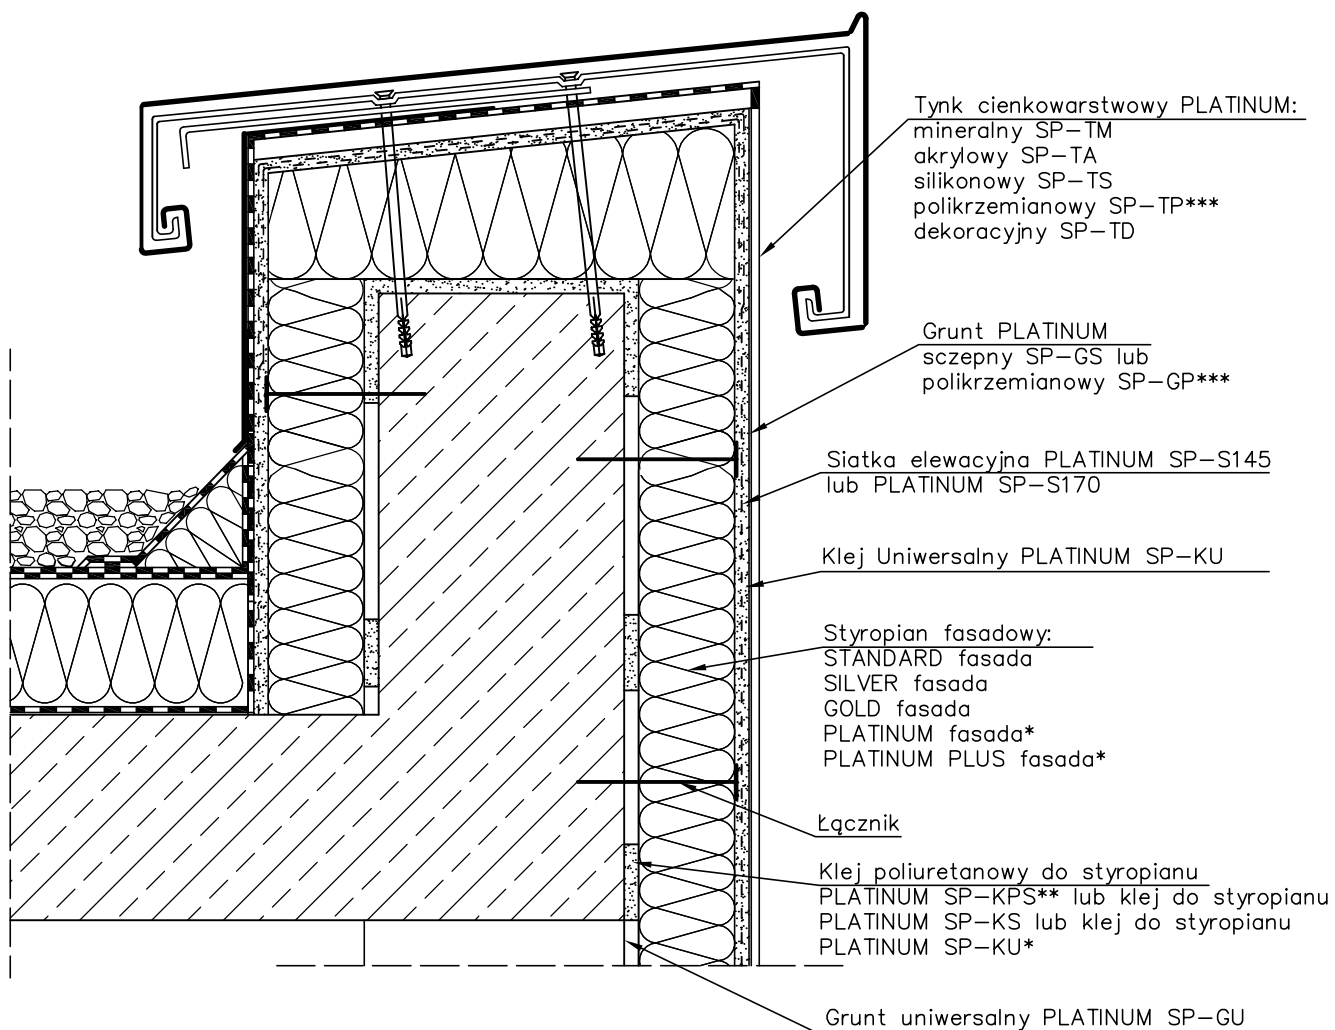 Tynk cienkowarstwowy PLATINUM:
mineralny SP-TM
akrylowy SP-TA
silikonowy SP-TS
polikrzemianowy SP-TP***
dekoracyjny SP-TD
Grunt PLATINUM
sczepny SP-GS lub
polikrzemianowy SP-GP***
Siatka elewacyjna PLATINUM SP-S145
lub PLATINUM SP-S170
Klej Uniwersalny PLATINUM SP-KU
Styropian fasadowy:
STANDARD fasada
SILVER fasada
GOLD fasada
PLATINUM fasada*
PLATINUM PLUS fasada*
Łącznik
Klej poliuretanowy do styropianu
PLATINUM SP-KPS** lub klej do styropianu
PLATINUM SP-KS lub klej do styropianu
PLATINUM SP-KU*
Grunt uniwersalny PLATINUM SP-GU